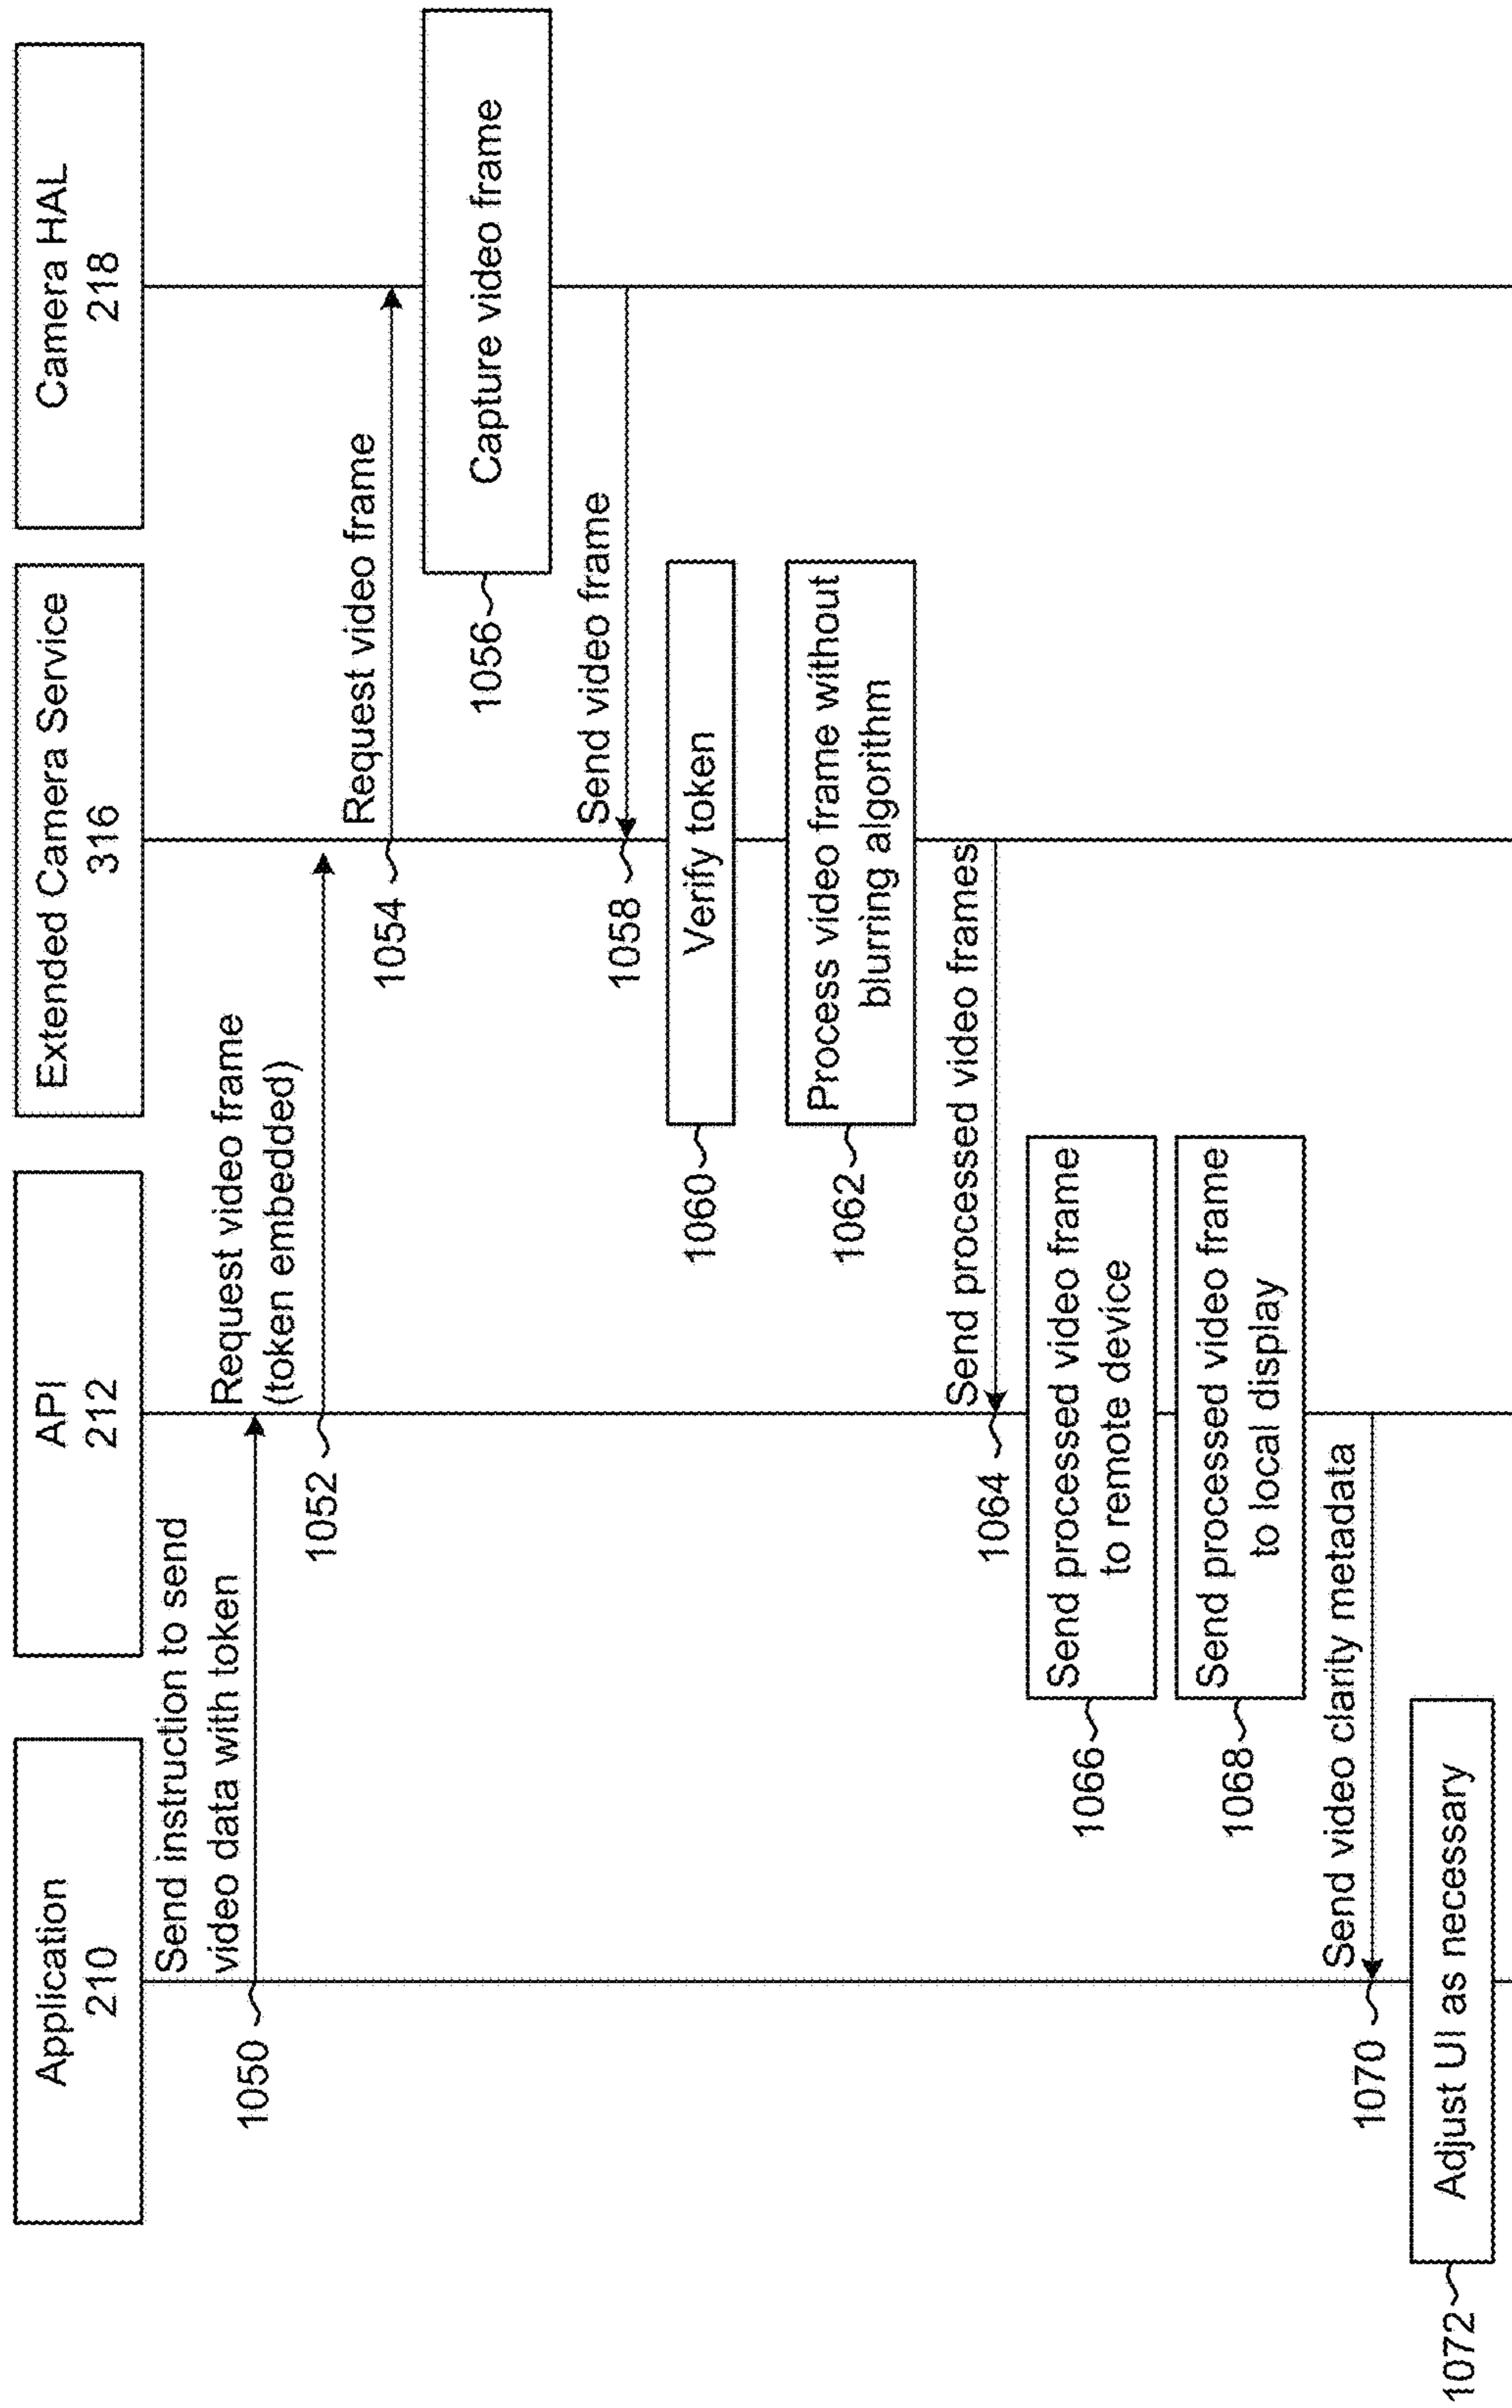 Application
210
API
212
Extended Camera Service
316
Camera HAL
218
Send instruction to send
video data with token
1050
Request video frame
(token embedded)
1052
Request video frame
1054
Capture video frame
1056
Send video frame
1058
Verify token
1060
Process video frame without
blurring algorithm
1062
Send processed video frames
1064
Send processed video frame
to remote device
1066
Send processed video frame
to local display
1068
Send video clarity metadata
1070
Adjust UI as necessary
1072